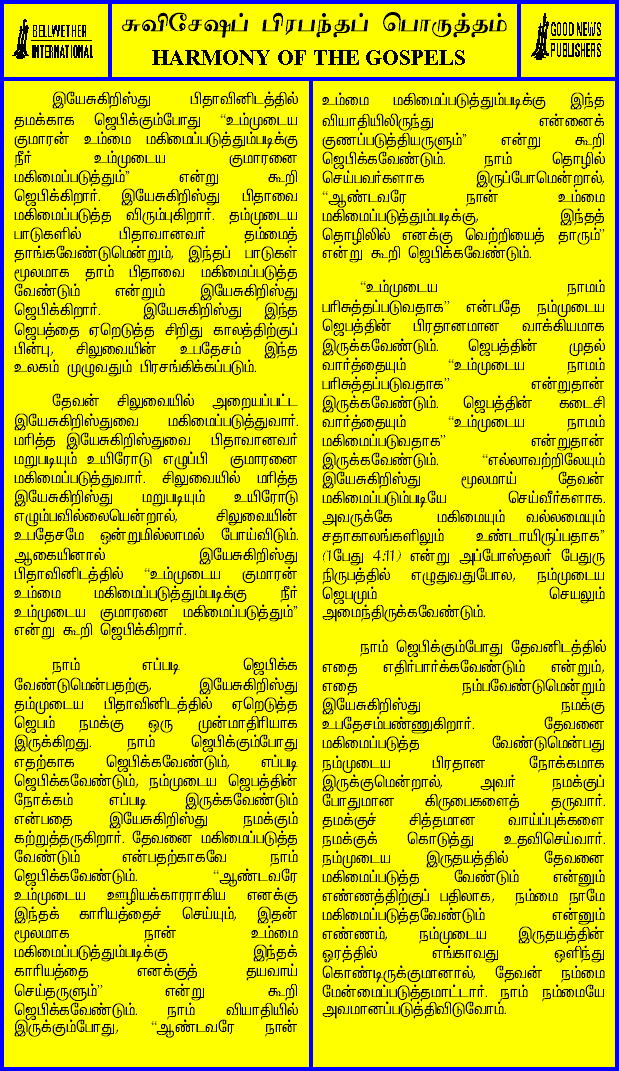 BELLWETHER
INTERNATIONAL
சுவிசேஷப் பிரபந்தப் பொருத்தம்
HARMONY OF THE GOSPELS
GOOD NEWS
PUBLISHERS
இயேசுகிறிஸ்து பிதாவினிடத்தில்
தமக்காக ஜெபிக்கும்போது “உம்முடைய
குமாரன் உம்மை மகிமைப்படுத்தும்படிக்கு
நீர் உம்முடைய குமாரனை
மகிமைப்படுத்தும்” என்று கூறி
ஜெபிக்கிறார். இயேசுகிறிஸ்து பிதாவை
மகிமைப்படுத்த விரும்புகிறார். தம்முடைய
பாடுகளில் பிதாவானவர் தம்மைத்
தாங்கவேண்டுமென்றும், இந்தப் பாடுகள்
மூலமாக தாம் பிதாவை மகிமைப்படுத்த
வேண்டும் என்றும் இயேசுகிறிஸ்து
ஜெபிக்கிறார். இயேசுகிறிஸ்து இந்த
ஜெபத்தை ஏறெடுத்த சிறிது காலத்திற்குப்
பின்பு, சிலுவையின் உபதேசம் இந்த
உலகம் முழுவதும் பிரசங்கிக்கப்படும்.
தேவன் சிலுவையில் அறையப்பட்ட
இயேசுகிறிஸ்துவை மகிமைப்படுத்துவார்.
மரித்த இயேசுகிறிஸ்துவை பிதாவானவர்
மறுபடியும் உயிரோடு எழுப்பி குமாரனை
மகிமைப்படுத்துவார். சிலுவையில் மரித்த
இயேசுகிறிஸ்து மறுபடியும் உயிரோடு
எழும்பவில்லையென்றால், சிலுவையின்
உபதேசமே ஒன்றுமில்லாமல் போய்விடும்.
ஆகையினால் இயேசுகிறிஸ்து
பிதாவினிடத்தில் “உம்முடைய குமாரன்
உம்மை மகிமைப்படுத்தும்படிக்கு நீர்
உம்முடைய குமாரனை மகிமைப்படுத்தும்”
என்று கூறி ஜெபிக்கிறார்.
நாம் எப்படி ஜெபிக்க
வேண்டுமென்பதற்கு, இயேசுகிறிஸ்து
தம்முடைய பிதாவினிடத்தில் ஏறெடுத்த
ஜெபம் நமக்கு ஒரு முன்மாதிரியாக
இருக்கிறது. நாம் ஜெபிக்கும்போது
எதற்காக ஜெபிக்கவேண்டும், எப்படி
ஜெபிக்கவேண்டும், நம்முடைய ஜெபத்தின்
நோக்கம் எப்படி இருக்கவேண்டும்
என்பதை இயேசுகிறிஸ்து நமக்கும்
கற்றுத்தருகிறார். தேவனை மகிமைப்படுத்த
வேண்டும் என்பதற்காகவே நாம்
ஜெபிக்கவேண்டும். “ஆண்டவரே
உம்முடைய ஊழியக்காரராகிய எனக்கு
இந்தக் காரியத்தைச் செய்யும், இதன்
மூலமாக நான் உம்மை
மகிமைப்படுத்தும்படிக்கு இந்தக்
காரியத்தை எனக்குத் தயவாய்
செய்தருளும்” என்று கூறி
ஜெபிக்கவேண்டும். நாம் வியாதியில்
இருக்கும்போது, “ஆண்டவரே நான்
உம்மை மகிமைப்படுத்தும்படிக்கு இந்த
வியாதியிலிருந்து என்னைக்
குணப்படுத்தியருளும்” என்று கூறி
ஜெபிக்கவேண்டும். நாம் தொழில்
செய்பவர்களாக இருப்போமென்றால்,
“ஆண்டவரே நான் உம்மை
மகிமைப்படுத்தும்படிக்கு, இந்தத்
தொழிலில் எனக்கு வெற்றியைத் தாரும்”
என்று கூறி ஜெபிக்கவேண்டும்.
“உம்முடைய நாமம்
பரிசுத்தப்படுவதாக” என்பதே நம்முடைய
ஜெபத்தின் பிரதானமான வாக்கியமாக
இருக்கவேண்டும். ஜெபத்தின் முதல்
வார்த்தையும் “உம்முடைய நாமம்
பரிசுத்தப்படுவதாக” என்றுதான்
இருக்கவேண்டும். ஜெபத்தின் கடைசி
வார்த்தையும் “உம்முடைய நாமம்
மகிமைப்படுவதாக” என்றுதான்
இருக்கவேண்டும். “எல்லாவற்றிலேயும்
இயேசுகிறிஸ்து மூலமாய் தேவன்
மகிமைப்படும்படியே செய்வீர்களாக.
அவருக்கே மகிமையும் வல்லமையும்
சதாகாலங்களிலும் உண்டாயிருப்பதாக”
(1பேது 4:11) என்று அப்போஸ்தலர் பேதுரு
நிருபத்தில் எழுதுவதுபோல, நம்முடைய
ஜெபமும் செயலும்
அமைந்திருக்கவேண்டும்.
நாம் ஜெபிக்கும்போது தேவனிடத்தில்
எதை எதிர்பார்க்கவேண்டும் என்றும்,
எதை நம்பவேண்டுமென்றும்
இயேசுகிறிஸ்து நமக்கு
உபதேசம்பண்ணுகிறார். தேவனை
மகிமைப்படுத்த வேண்டுமென்பது
நம்முடைய பிரதான நோக்கமாக
இருக்குமென்றால், அவர் நமக்குப்
போதுமான கிருபைகளைத் தருவார்.
தமக்குச் சித்தமான வாய்ப்புக்களை
நமக்குக் கொடுத்து உதவிசெய்வார்.
நம்முடைய இருதயத்தில் தேவனை
மகிமைப்படுத்த வேண்டும் என்னும்
எண்ணத்திற்குப் பதிலாக, நம்மை நாமே
மகிமைப்படுத்தவேண்டும் என்னும்
எண்ணம், நம்முடைய இருதயத்தின்
ஓரத்தில் எங்காவது ஒளிந்து
கொண்டிருக்குமானால், தேவன் நம்மை
மேன்மைப்படுத்தமாட்டார். நாம் நம்மையே
அவமானப்படுத்திவிடுவோம்.